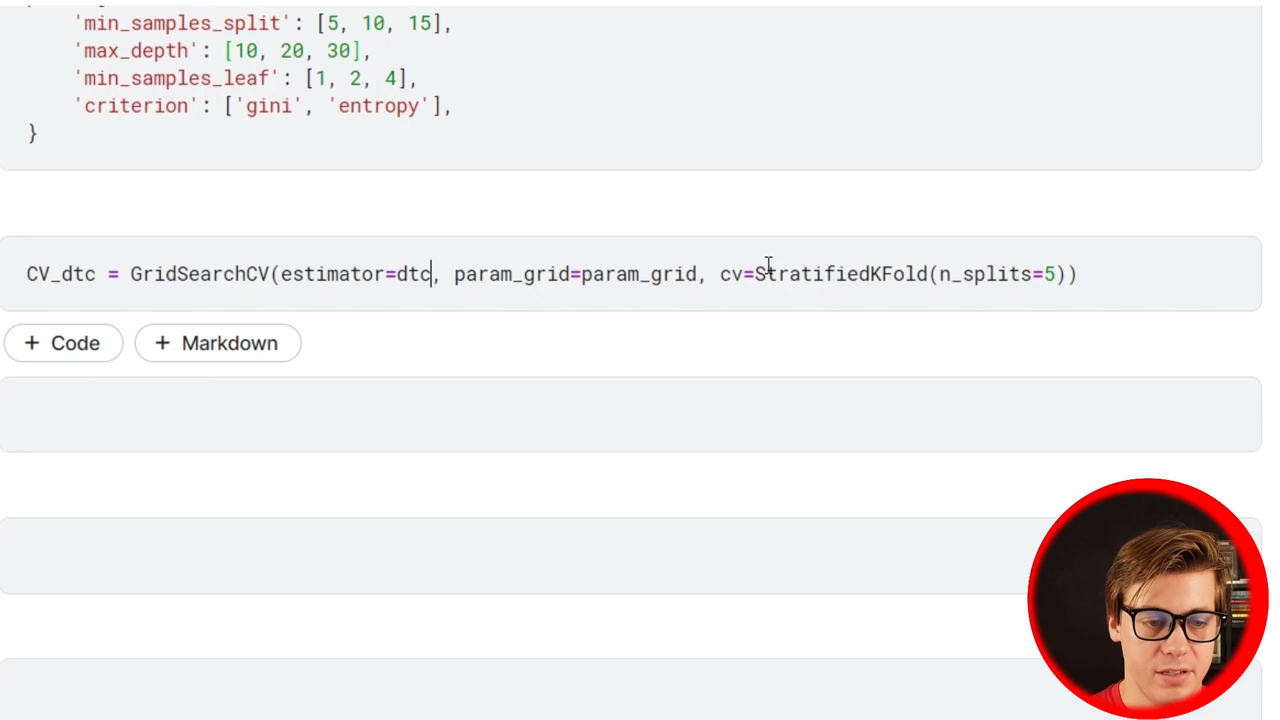 'min_samples_split': [5, 10, 15],
'max_depth': [10, 20, 30],
'min_samples_leaf': [1, 2, 4],
'criterion': ['gini', 'entropy'],
}
CV_dtc = GridSearchCV(estimator=dtc, param_grid=param_grid, cv=StratifiedKFold(n_splits=5))
+ Code + Markdown